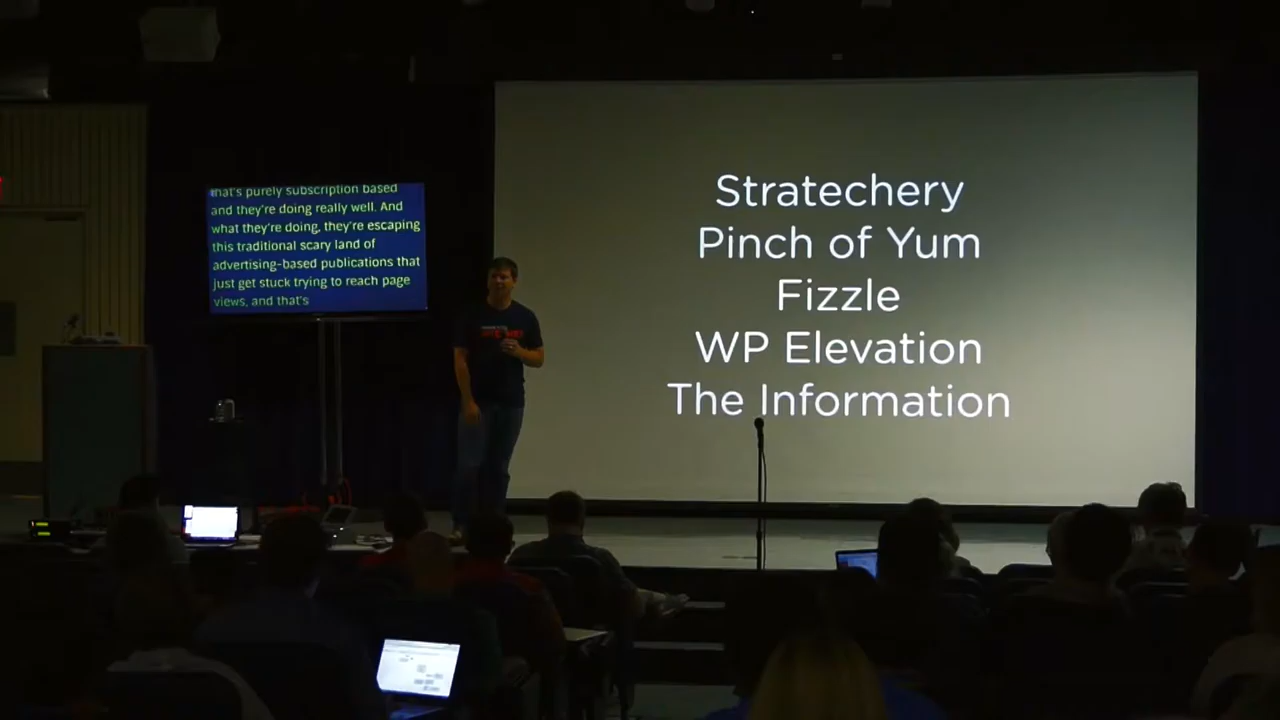 that's purely subscription based
and they're doing really well. And
what they're doing, they're escaping
this traditional scary land of
advertising-based publications that
just get stuck trying to reach page
views, and that's
Stratechery
Pinch of Yum
Fizzle
WP Elevation
The Information